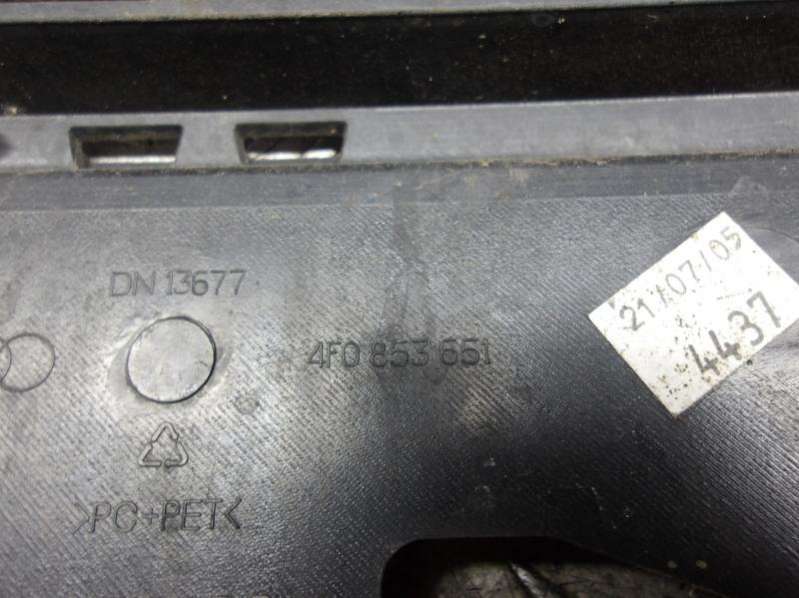 DN 13677
4F0 853 651
>PC+PET<
21/07/05
4437